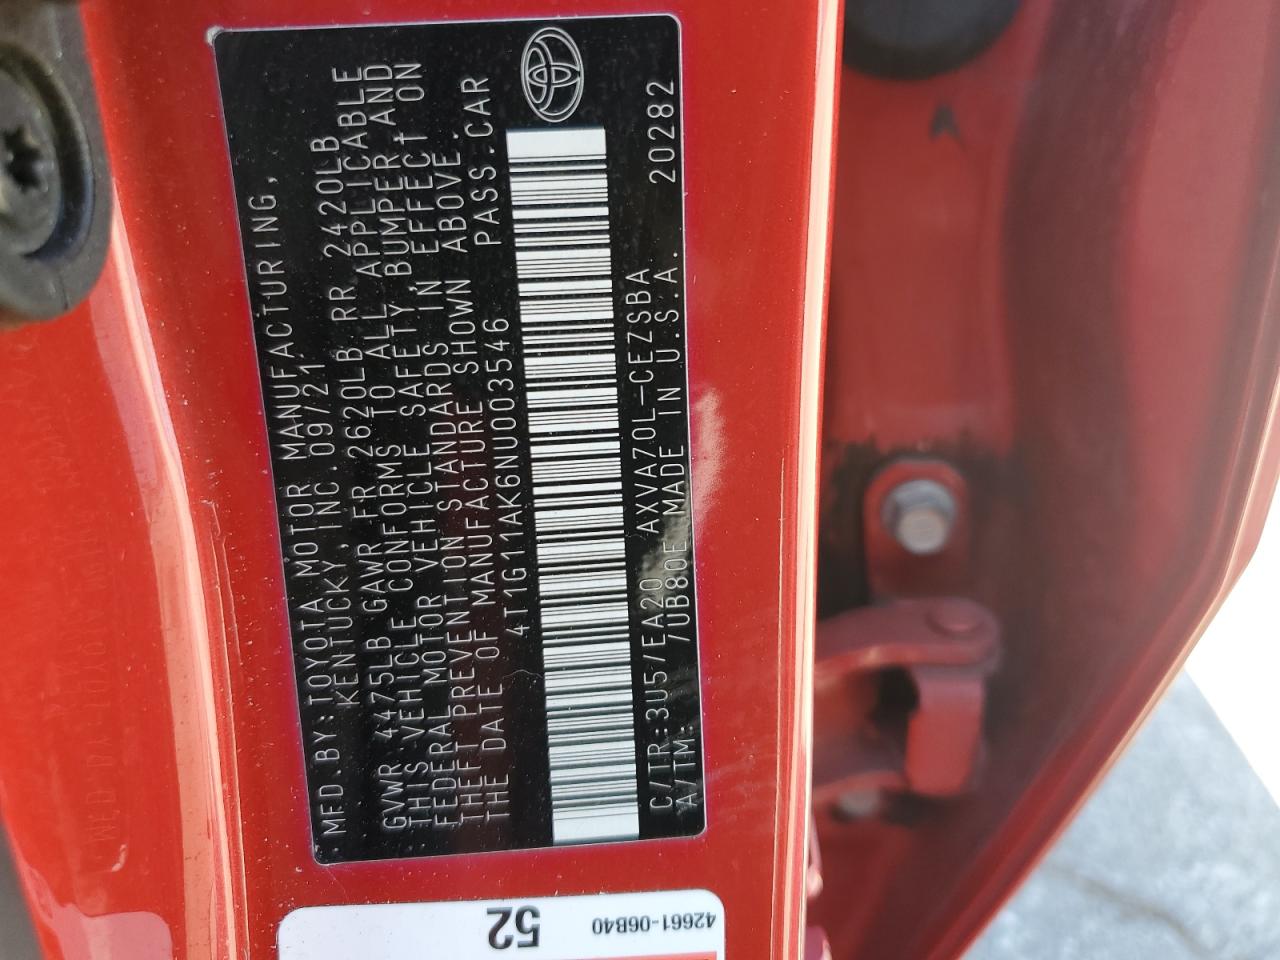 MFD.BY:TOYOTA MOTOR MANUFACTURING,
KENTUCKY,INC.09/21
GVWR 4475LB GAWR FR 2620LB RR 2420LB
THIS VEHICLE CONFORMS TO ALL APPLICABLE
FEDERAL MOTOR VEHICLE SAFETY,BUMPER AND
THEFT PREVENTION STANDARDS IN EFFECT ON
THE DATE OF MANUFACTURE SHOWN ABOVE.
4T1G11AK6NU003546 PASS.CAR
C/TR:3U5/EA20 AXVA70L-CEZSBA
A/TM: /UB80E MADE IN U.S.A. 20282
52
42661-06B40